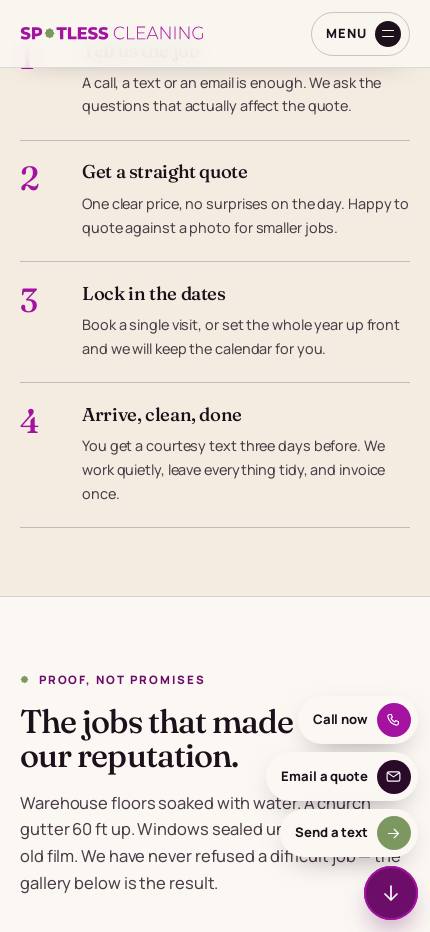 SPOTLESS CLEANING
MENU
1
Tell us the job
A call, a text or an email is enough. We ask the
questions that actually affect the quote.
2
Get a straight quote
One clear price, no surprises on the day. Happy to
quote against a photo for smaller jobs.
3
Lock in the dates
Book a single visit, or set the whole year up front
and we will keep the calendar for you.
4
Arrive, clean, done
You get a courtesy text three days before. We
work quietly, leave everything tidy, and invoice
once.
PROOF, NOT PROMISES
The jobs that made
our reputation.
Call now
Email a quote
Send a text
Warehouse floors soaked with water. A church
gutter 60 ft up. Windows sealed
old film. We have never refused a difficult job — the
gallery below is the result.